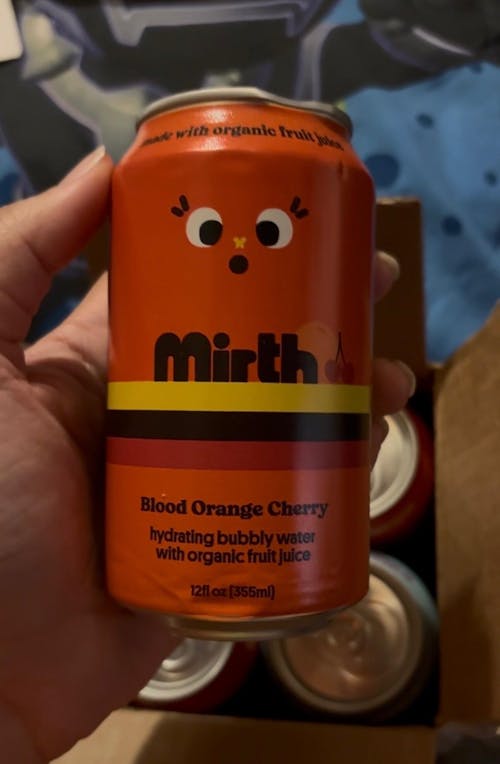 made with organic fruit juice
Mirth
Blood Orange Cherry
hydrating bubbly water
with organic fruit juice
12fl oz [355ml]